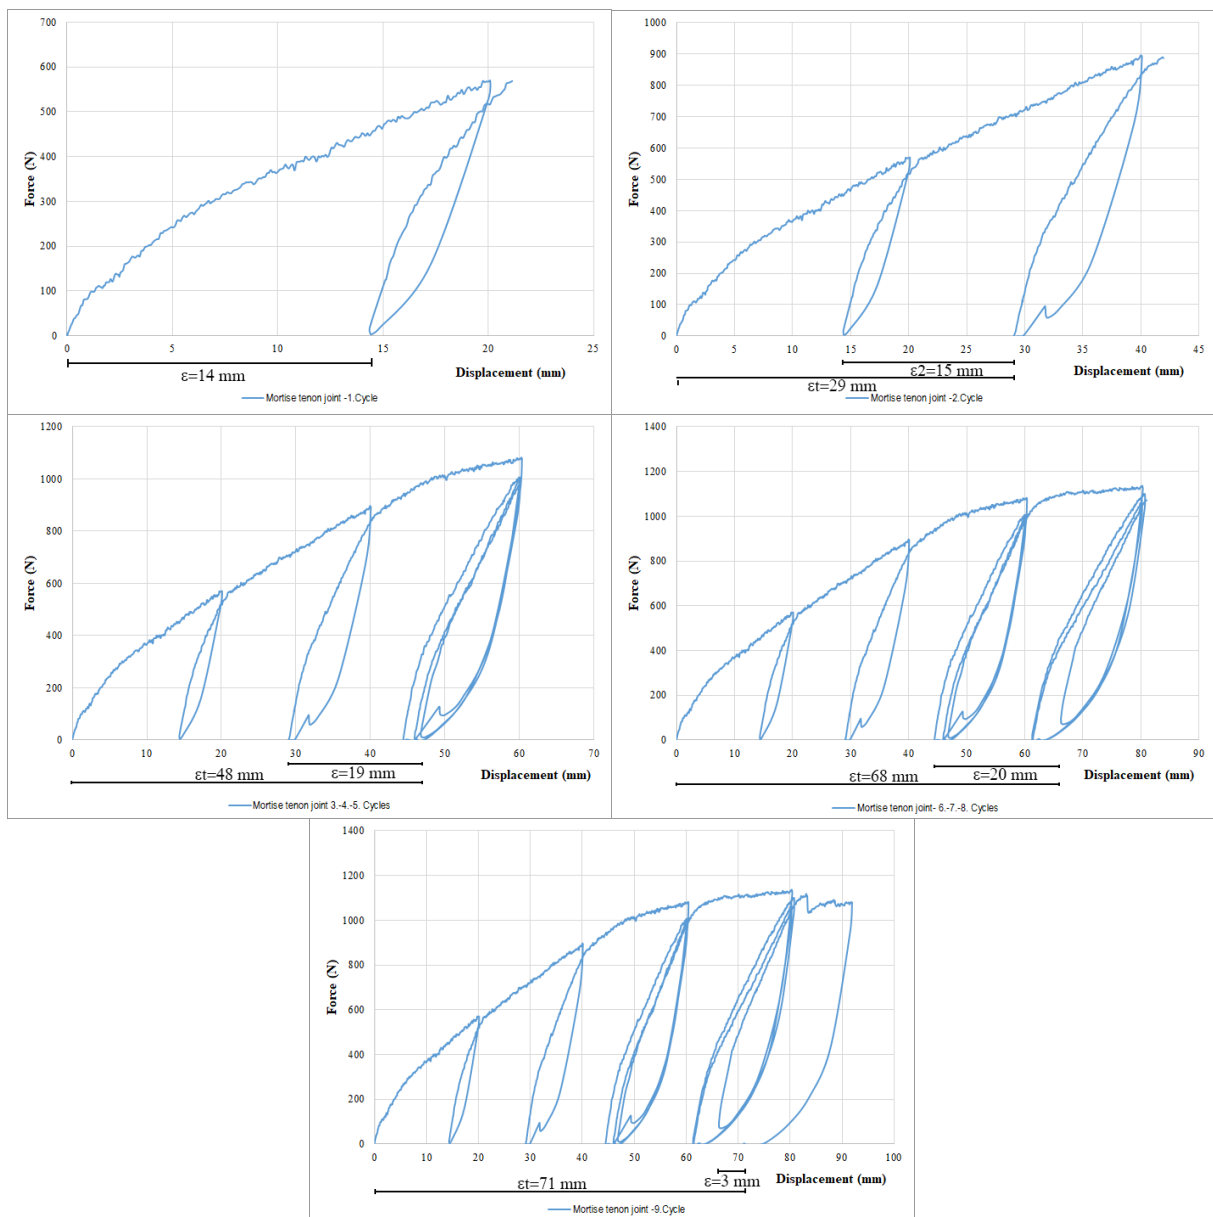 700
600
500
400
300
200
100
0
Force (N)
0 5 10 15 20 25
ε=14 mm
Displacement (mm)
Mortise tenon joint -1.Cycle
1000
900
800
700
600
500
400
300
200
100
0
Force (N)
0 5 10 15 20 25 30 35 40 45
ε2=15 mm
Displacement (mm)
εt=29 mm
Mortise tenon joint -2.Cycle
1200
1000
800
600
400
200
0
Force (N)
0 10 20 30 40 50 60 70
εt=48 mm
ε=19 mm
Displacement (mm)
Mortise tenon joint 3.-4.-5. Cycles
1400
1200
1000
800
600
400
200
0
Force (N)
0 10 20 30 40 50 60 70 80 90
εt=68 mm
ε=20 mm
Displacement (mm)
Mortise tenon joint- 6.-7.-8. Cycles
1400
1200
1000
800
600
400
200
0
Force (N)
0 10 20 30 40 50 60 70 80 90 100
εt=71 mm
ε=3 mm
Displacement (mm)
Mortise tenon joint -9.Cycle